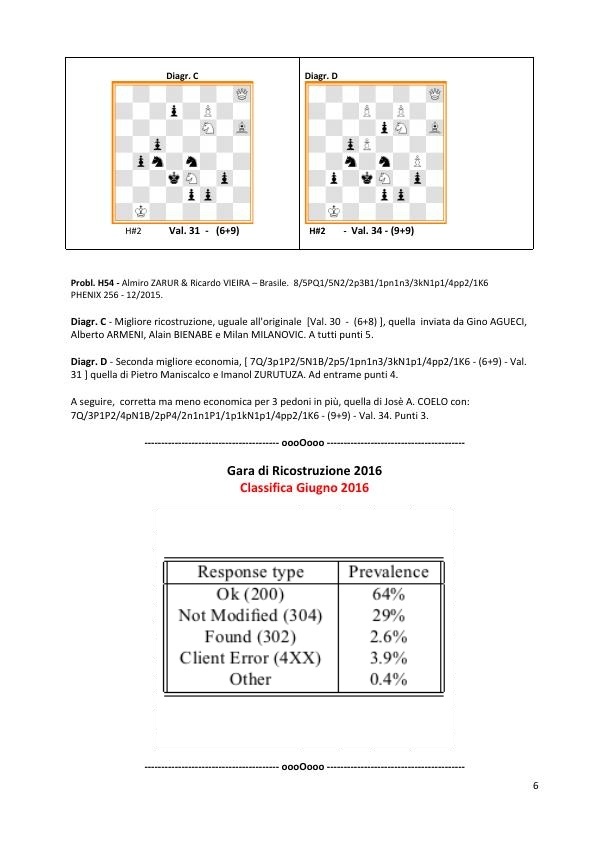 Diagr. C
Diagr. D
H#2 Val. 31 - (6+9)
H#2 - Val. 34 - (9+9)
Probl. H54 - Almiro ZARUR & Ricardo VIEIRA – Brasile. 8/5PQ1/5N2/2p3B1/1pn1n3/3kN1p1/4pp2/1K6
PHENIX 256 - 12/2015.
Diagr. C - Migliore ricostruzione, uguale all'originale [Val. 30 - (6+8) ], quella inviata da Gino AGUECI,
Alberto ARMENI, Alain BIENABE e Milan MILANOVIC. A tutti punti 5.
Diagr. D - Seconda migliore economia, [ 7Q/3p1P2/5N1B/2p5/1pn1n3/3kN1p1/4pp2/1K6 - (6+9) - Val.
31 ] quella di Pietro Maniscalco e Imanol ZURUTUZA. Ad entrame punti 4.
A seguire, corretta ma meno economica per 3 pedoni in più, quella di Josè A. COELO con:
7Q/3P1P2/4pN1B/2pP4/2n1n1P1/1p1kN1p1/4pp2/1K6 - (9+9) - Val. 34. Punti 3.
---------------------------------------- oooOooo -----------------------------------------
Gara di Ricostruzione 2016
Classifica Giugno 2016
Response type Prevalence
Ok (200) 64%
Not Modified (304) 29%
Found (302) 2.6%
Client Error (4XX) 3.9%
Other 0.4%
---------------------------------------- oooOooo -----------------------------------------
6